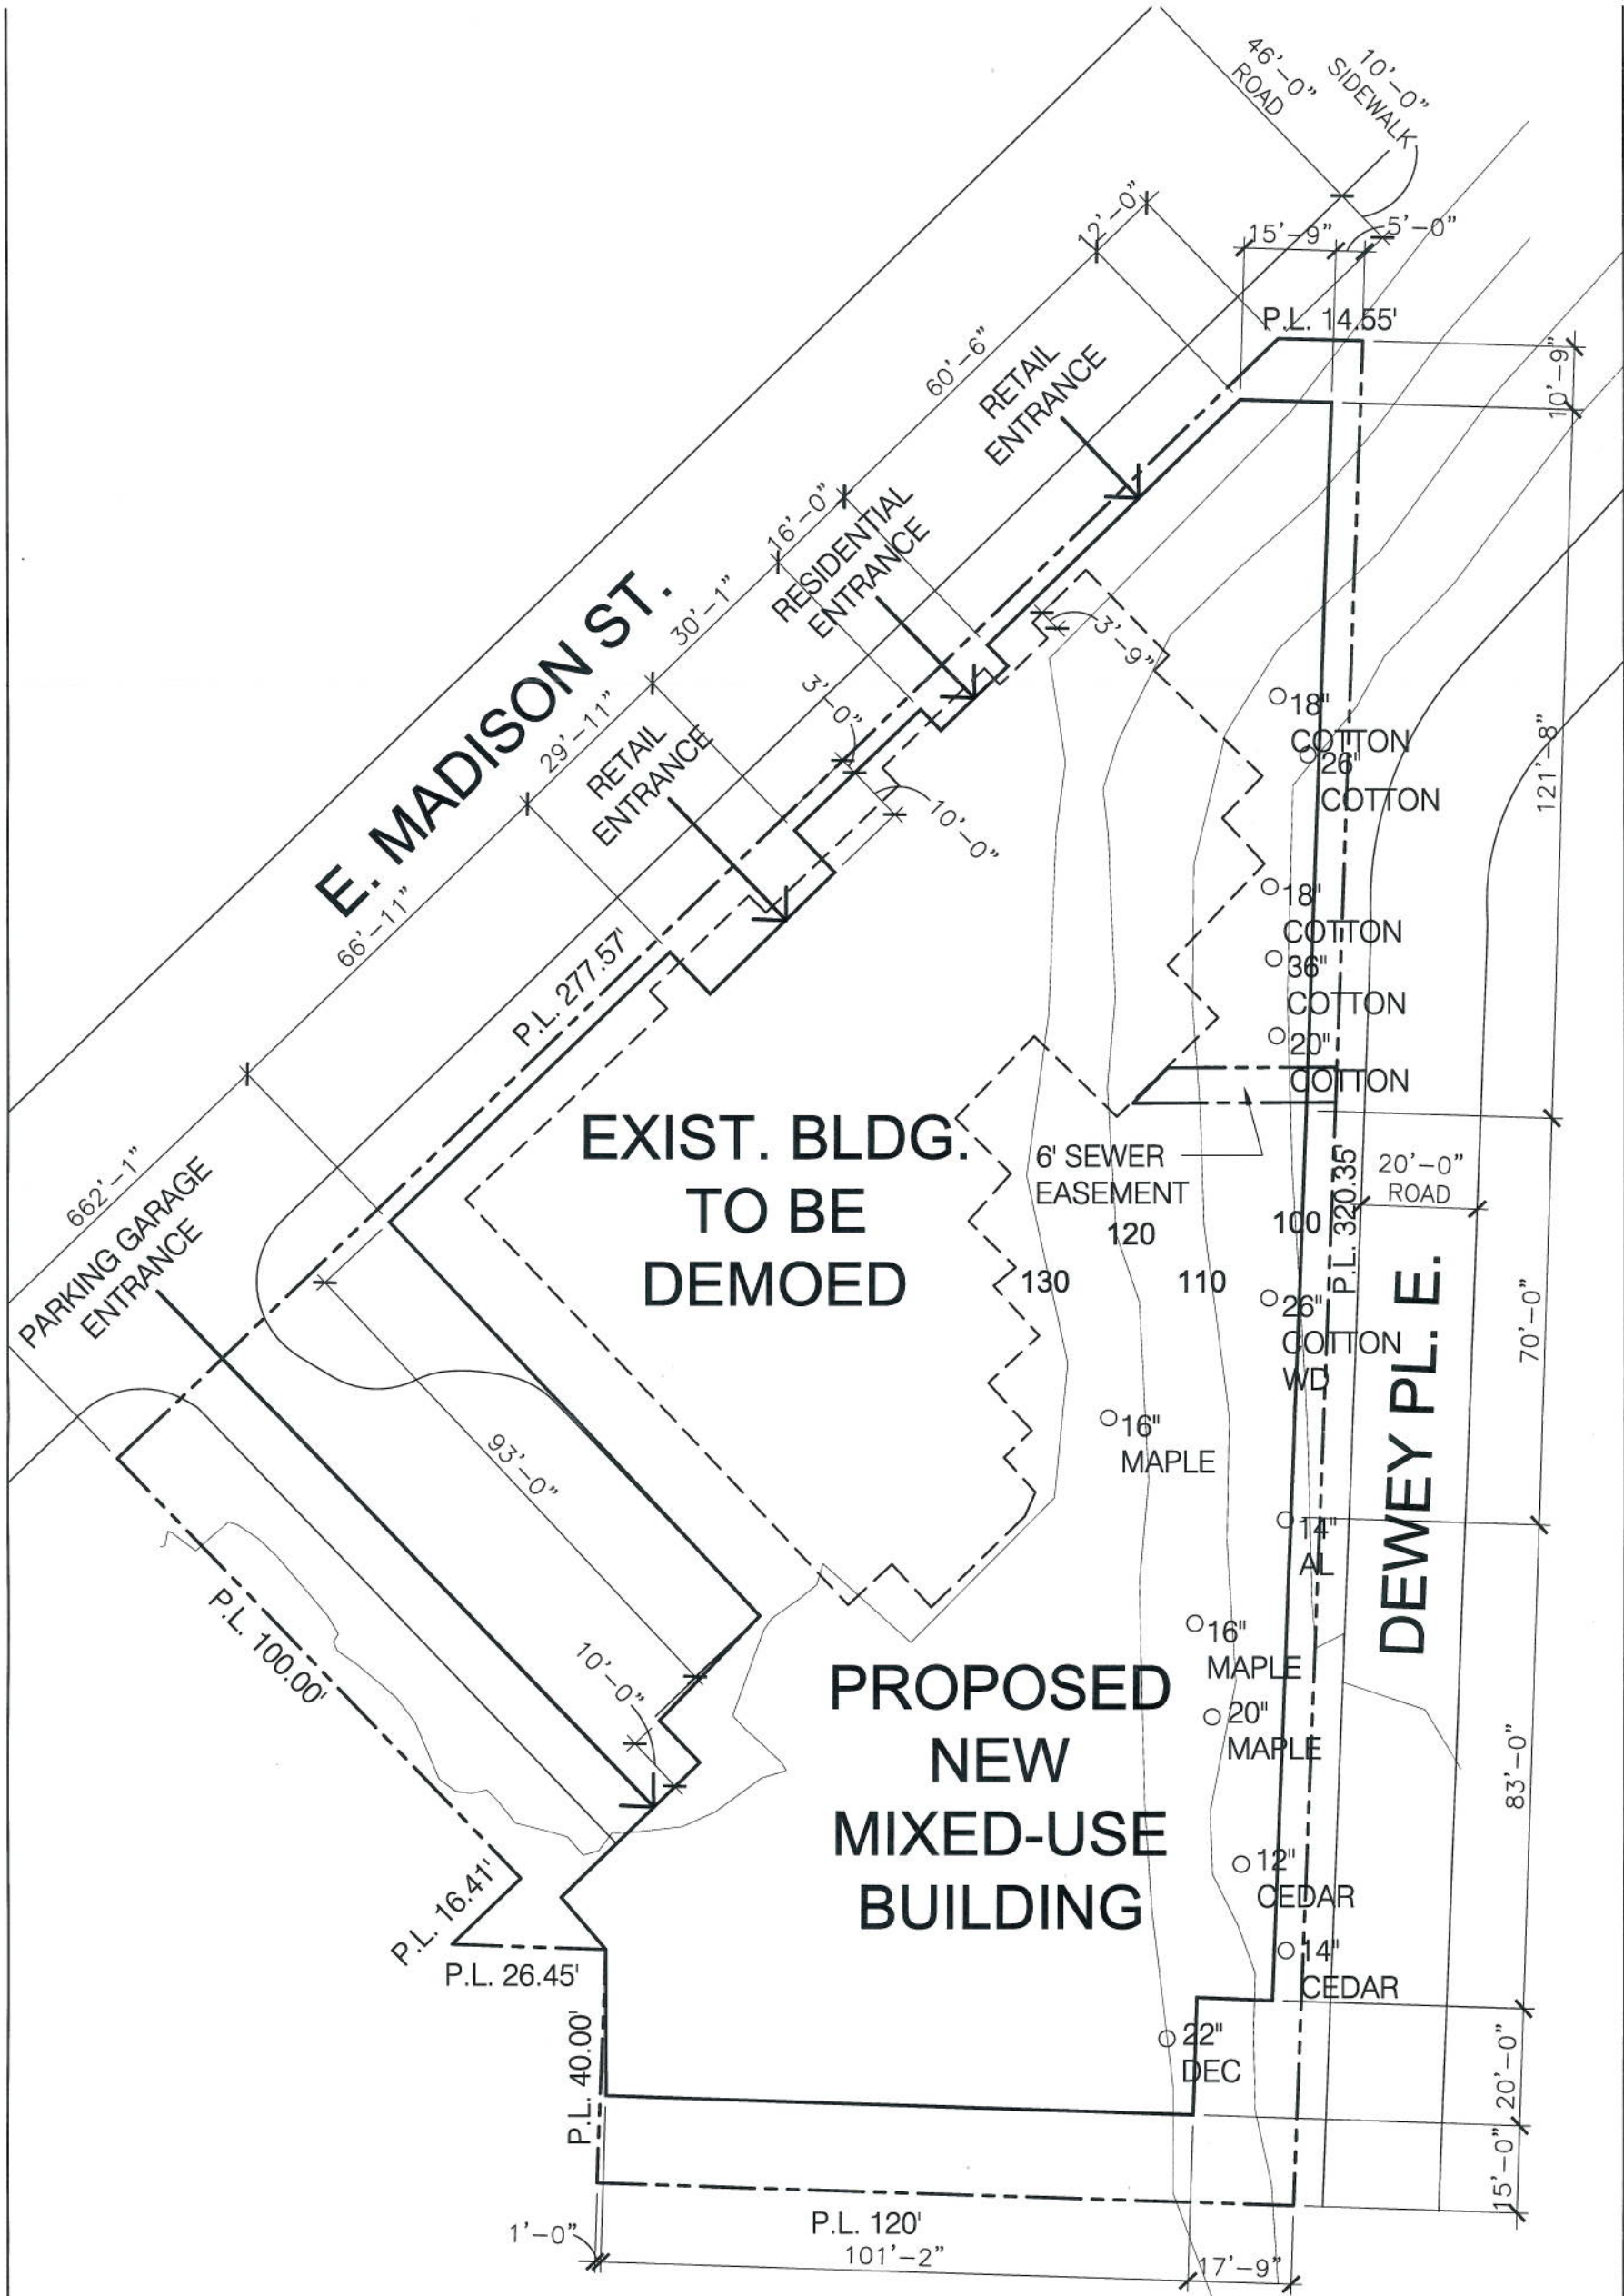 46'-0"
ROAD
10'-0"
SIDEWALK
12'-0"
15'-9"
5'-0"
P.L. 14.55'
10'-9"
60'-6"
RETAIL
ENTRANCE
16'-0"
RESIDENTIAL
ENTRANCE
30'-1"
3'-9"
E. MADISON ST.
29'-11"
3'-0"
RETAIL
ENTRANCE
10'-0"
18"
COTTON
26"
COTTON
121'-8"
66'-11"
P.L. 277.57'
18"
COTTON
36"
COTTON
20"
COTTON
EXIST. BLDG.
TO BE
DEMOED
6' SEWER
EASEMENT
P.L. 320.35'
20'-0"
ROAD
662'-1"
PARKING GARAGE
ENTRANCE
120
100
130
110
26"
COTTON
WD
70'-0"
DEWEY PL. E.
16"
MAPLE
93'-0"
14"
AL
P.L. 100.00'
10'-0"
16"
MAPLE
20"
MAPLE
PROPOSED
NEW
MIXED-USE
BUILDING
83'-0"
12"
CEDAR
P.L. 16.41'
P.L. 26.45'
14"
CEDAR
P.L. 40.00'
22"
DEC
20'-0"
15'-0"
P.L. 120'
1'-0"
101'-2"
17'-9"